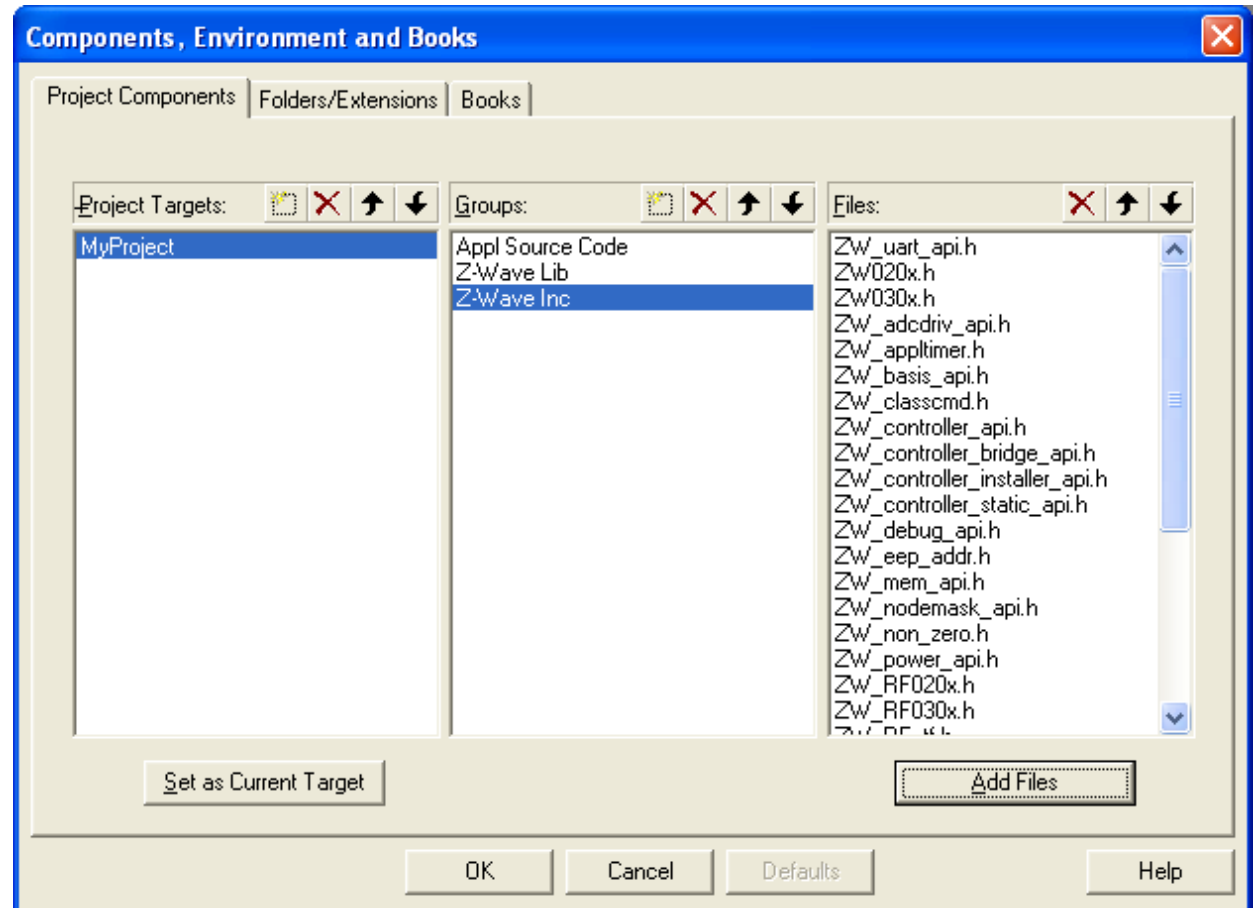 Components, Environment and Books
Project Components Folders/Extensions Books
Project Targets:
Groups:
Files:
MyProject
Appl Source Code
Z-Wave Lib
Z-Wave Inc
ZW_uart_api.h
ZW020x.h
ZW030x.h
ZW_adcdriv_api.h
ZW_appltimer.h
ZW_basis_api.h
ZW_classcmd.h
ZW_controller_api.h
ZW_controller_bridge_api.h
ZW_controller_installer_api.h
ZW_controller_static_api.h
ZW_debug_api.h
ZW_eep_addr.h
ZW_mem_api.h
ZW_nodemask_api.h
ZW_non_zero.h
ZW_power_api.h
ZW_RF020x.h
ZW_RF030x.h
Set as Current Target
Add Files
OK Cancel Defaults Help